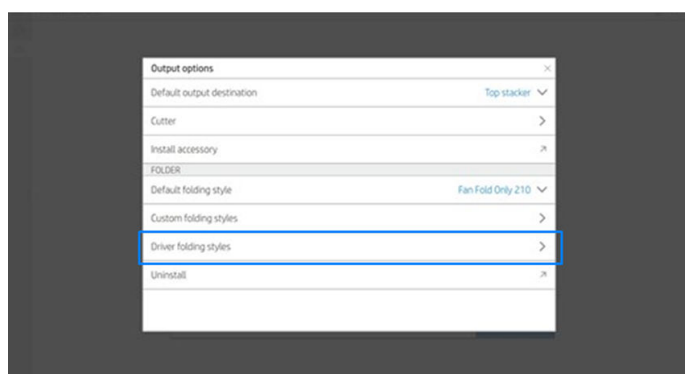 Output options
Default output destination Top stacker
Cutter
Install accessory
FOLDER
Default folding style Fan Fold Only 210
Custom folding styles
Driver folding styles
Uninstall